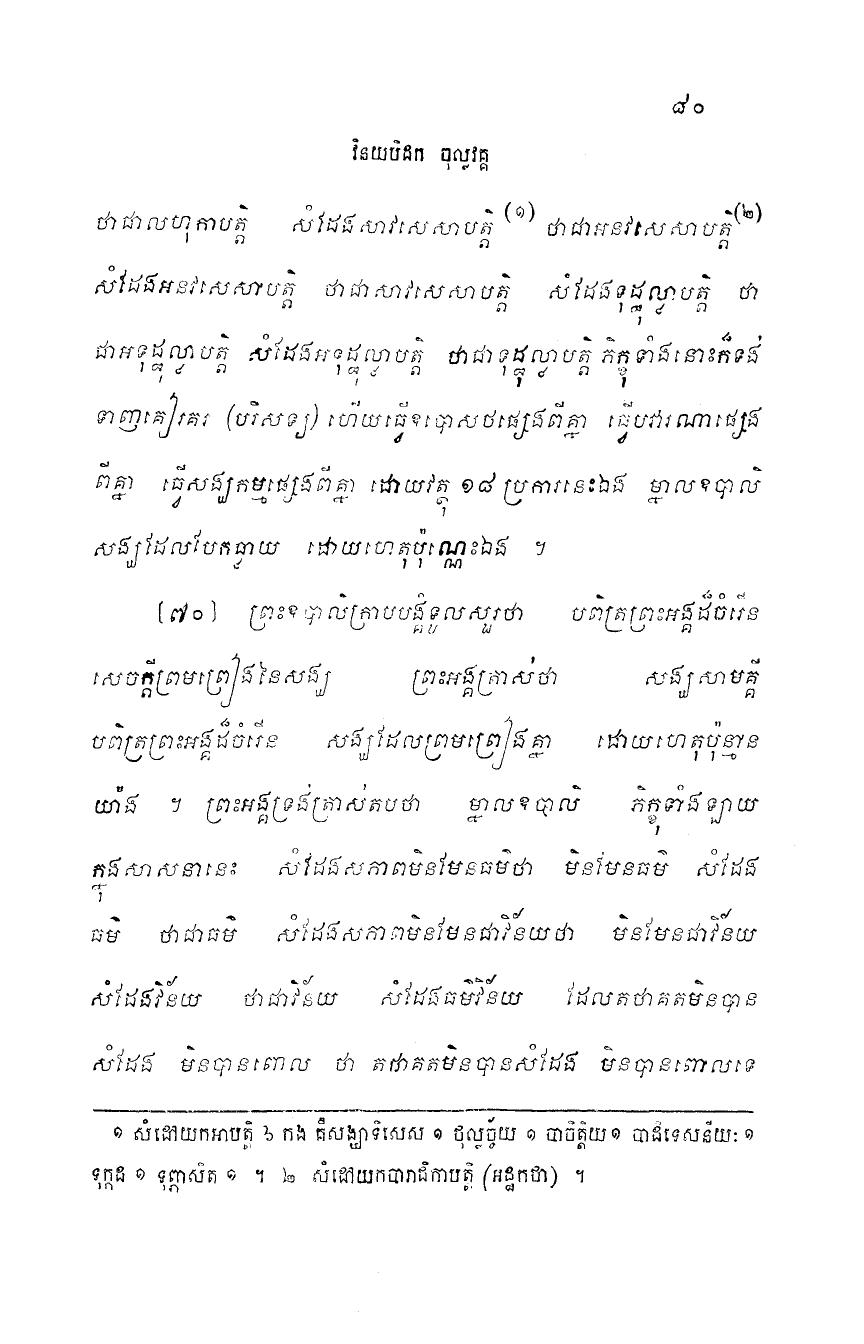 ៨០
វិនយបិដក ចុល្លវគ្គ
ថាជាលហុកាបត្តិ សំដែងសាវសេសាបត្តិ (១) ថាជាអនវសេសាបត្តិ(២)
សំដែងអនវសេសាបត្តិ ថាជាសាវសេសាបត្តិ សំដែងទុដ្ឋុល្លាបត្តិ ថា
ជាអទុដ្ឋុល្លាបត្តិ សំដែងអទុដ្ឋុល្លាបត្តិ ថាជាទុដ្ឋុល្លាបត្តិ ភិក្ខុទាំងនោះក៏ទង់
ទាញគៀរគរ (បរិសទ្យ) ហើយធ្វើឧបោសថផ្សេងពីគ្នា ធ្វើបវារណាផ្សេង
ពីគ្នា ធ្វើសង្ឃកម្មផ្សេងពីគ្នា ដោយវត្ថុ ១៨ ប្រការនេះឯង ម្នាលឧបាលិ
សង្ឃដែលបែកធ្លាយ ដោយហេតុប៉ុណ្ណេះឯង ។
[៧០] ព្រះឧបាលិក្រាបបង្គំទូលសួរថា បពិត្រព្រះអង្គដ៏ចំរើន
សេចក្តីព្រមព្រៀងនៃសង្ឃ ព្រះអង្គត្រាស់ថា សង្ឃសាមគ្គី
បពិត្រព្រះអង្គដ៏ចំរើន សង្ឃដែលព្រមព្រៀងគ្នា ដោយហេតុប៉ុន្មាន
យ៉ាង ។ ព្រះអង្គទ្រង់ត្រាស់តបថា ម្នាលឧបាលិ ភិក្ខុទាំងឡាយ
ក្នុងសាសនានេះ សំដែងសភាពមិនមែនធម៌ថា មិនមែនធម៌ សំដែង
ធម៌ ថាជាធម៌ សំដែងសភាពមិនមែនជាវិន័យថា មិនមែនជាវិន័យ
សំដែងវិន័យ ថាជាវិន័យ សំដែងធម៌វិន័យ ដែលតថាគតមិនបាន
សំដែង មិនបានពោល ថា តថាគតមិនបានសំដែង មិនបានពោលទេ
១ សំដៅយកអាបត្តិ ៦ កង គឺសង្ឃាទិសេស ១ ថុល្លច្ច័យ ១ បាចិត្តិយ ១ បាដិទេសនីយៈ ១
ទុក្កដ ១ ទុព្ភាសិត ១ ។ ២ សំដៅយកបារាជិកាបត្តិ (អដ្ឋកថា) ។